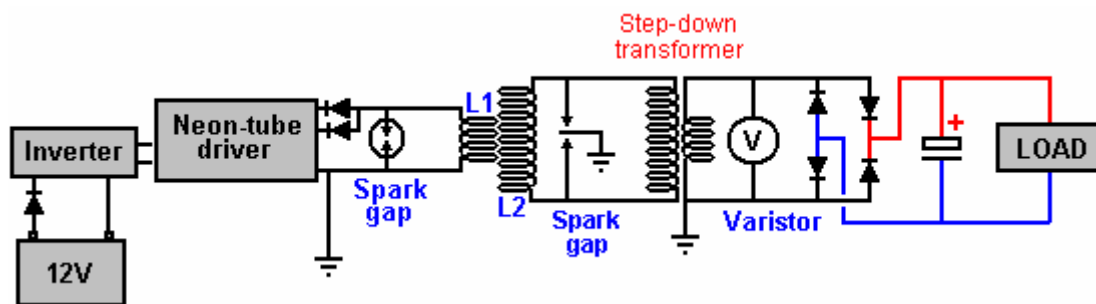 Step-down
transformer
L1
Neon-tube
driver
Inverter
V
+
LOAD
Spark
gap
L2
Spark
gap
Varistor
12V